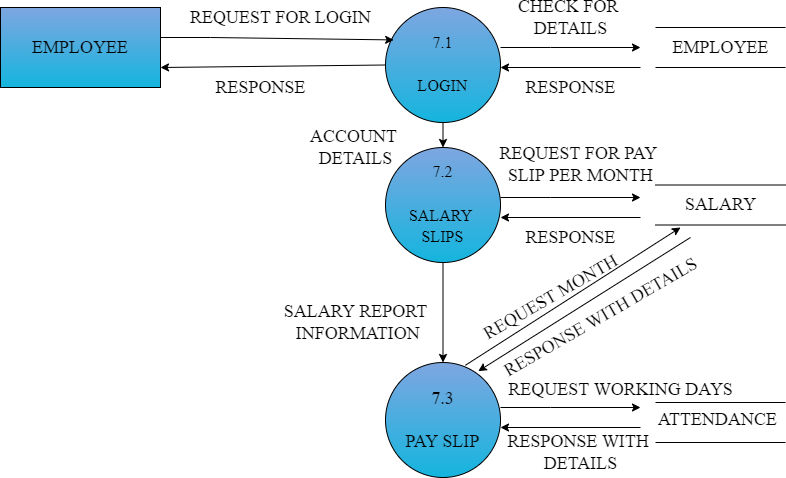 REQUEST FOR LOGIN
EMPLOYEE
RESPONSE
7.1
LOGIN
CHECK FOR
DETAILS
EMPLOYEE
RESPONSE
ACCOUNT
DETAILS
7.2
SALARY
SLIPS
REQUEST FOR PAY
SLIP PER MONTH
SALARY
RESPONSE
REQUEST MONTH
RESPONSE WITH DETAILS
SALARY REPORT
INFORMATION
7.3
PAY SLIP
REQUEST WORKING DAYS
ATTENDANCE
RESPONSE WITH
DETAILS